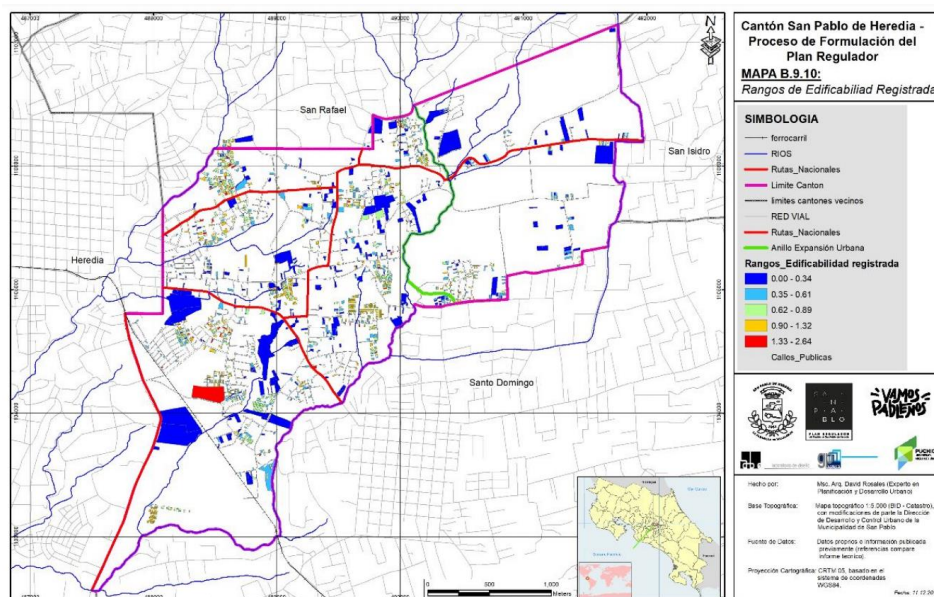 Cantón San Pablo de Heredia -
Proceso de Formulación del
Plan Regulador
MAPA B.9.10:
Rangos de Edificabiliad Registrada
SIMBOLOGIA
ferrocarril
RIOS
Rutas_Nacionales
Limite Canton
limites cantones vecinos
RED VIAL
Rutas_Nacionales
Anillo Expansión Urbana
Rangos_Edificabilidad registrada
0.00 - 0.34
0.35 - 0.61
0.62 - 0.89
0.90 - 1.32
1.33 - 2.64
Calles_Publicas
N
San Rafael
San Isidro
Heredia
Santo Domingo
0 500 1,000
Meters
SAN
PABLO
VAMOS
PABLEÑOS
Hecho por: Msc. Arq. David Rosales (Experto en
Planificación y Desarrollo Urbano)
Base Topográfica: Mapa topográfico 1:5.000 (BID - Catastro),
con modificaciones de parte la Dirección
de Desarrollo y Control Urbano de la
Municipalidad de San Pablo
Fuente de Datos: Datos propios e información publicada
previamente (referencias compare
informe tecnico).
Proyección Cartográfica: CRTM 05, basado en el
sistema de coordenadas
WGS84.